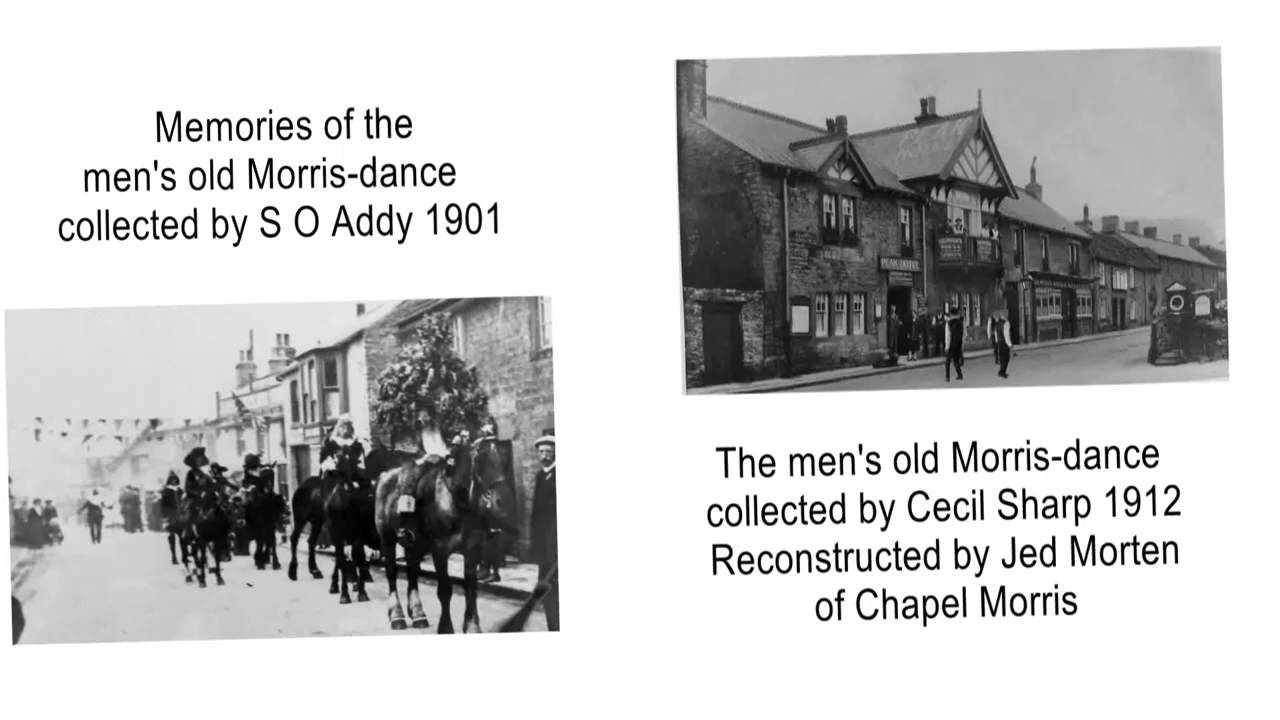 Memories of the
men's old Morris-dance
collected by S O Addy 1901
PEAK HOTEL
The men's old Morris-dance
collected by Cecil Sharp 1912
Reconstructed by Jed Morten
of Chapel Morris